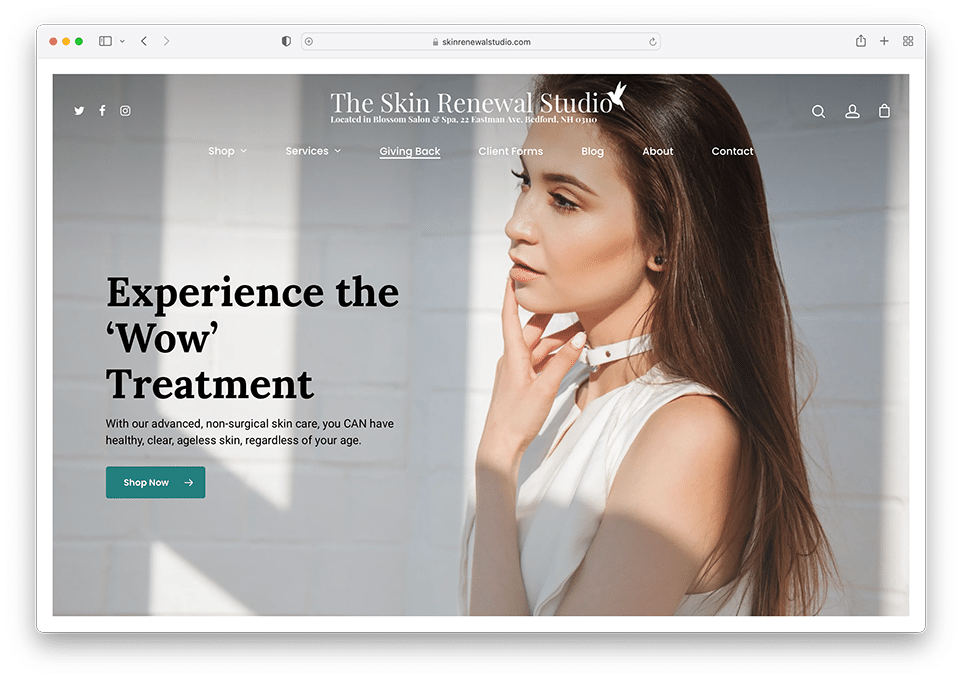 skinrenewalstudio.com
The Skin Renewal Studio
Located in Blossom Salon & Spa, 22 Eastman Ave, Bedford, NH 03110
Shop Services Giving Back Client Forms Blog About Contact
Experience the
‘Wow’
Treatment
With our advanced, non-surgical skin care, you CAN have
healthy, clear, ageless skin, regardless of your age.
Shop Now